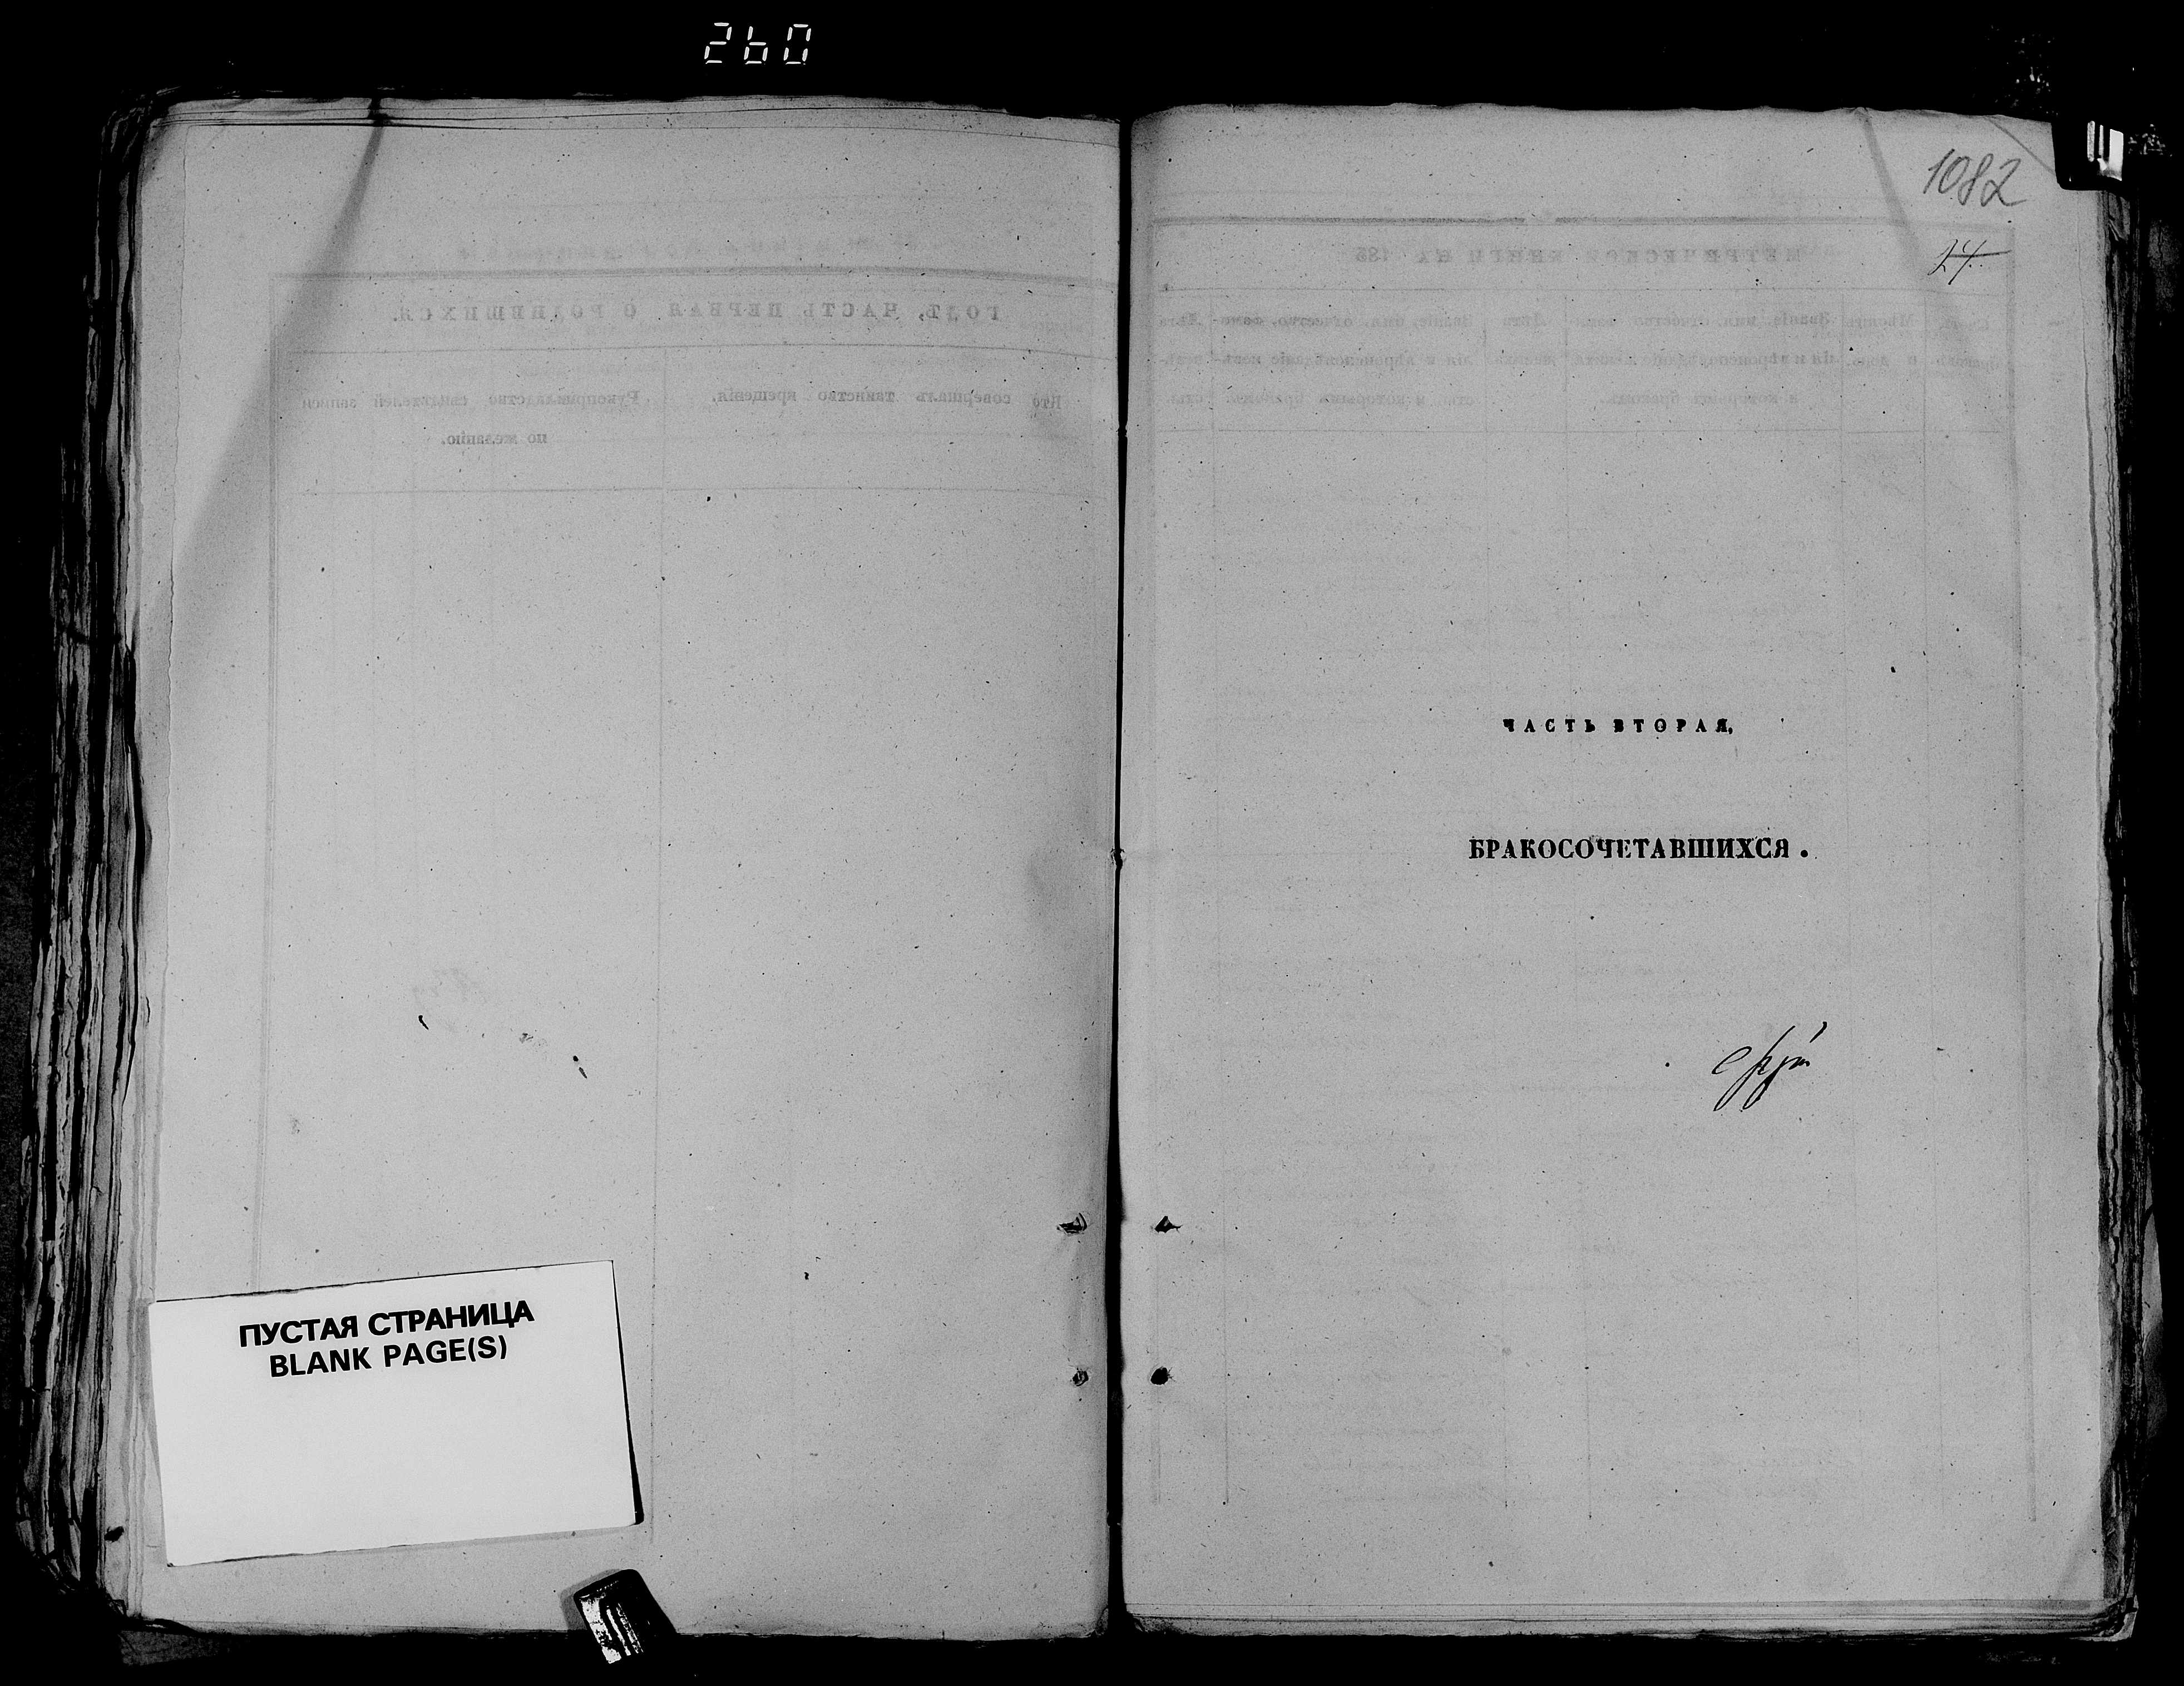 260
1082
24.
ГОДЪ, ЧАСТЬ ПЕРВАЯ О РОДИВШИХСЯ.
Кто совершалъ таинство крещенія.
Рукоприкладство свидѣтелей записи
по желанію.
МЕТРИЧЕСКОЙ КНИГИ НА 185
ЧАСТЬ ВТОРАЯ,
БРАКОСОЧЕТАВШИХСЯ.
ПУСТАЯ СТРАНИЦА
BLANK PAGE(S)